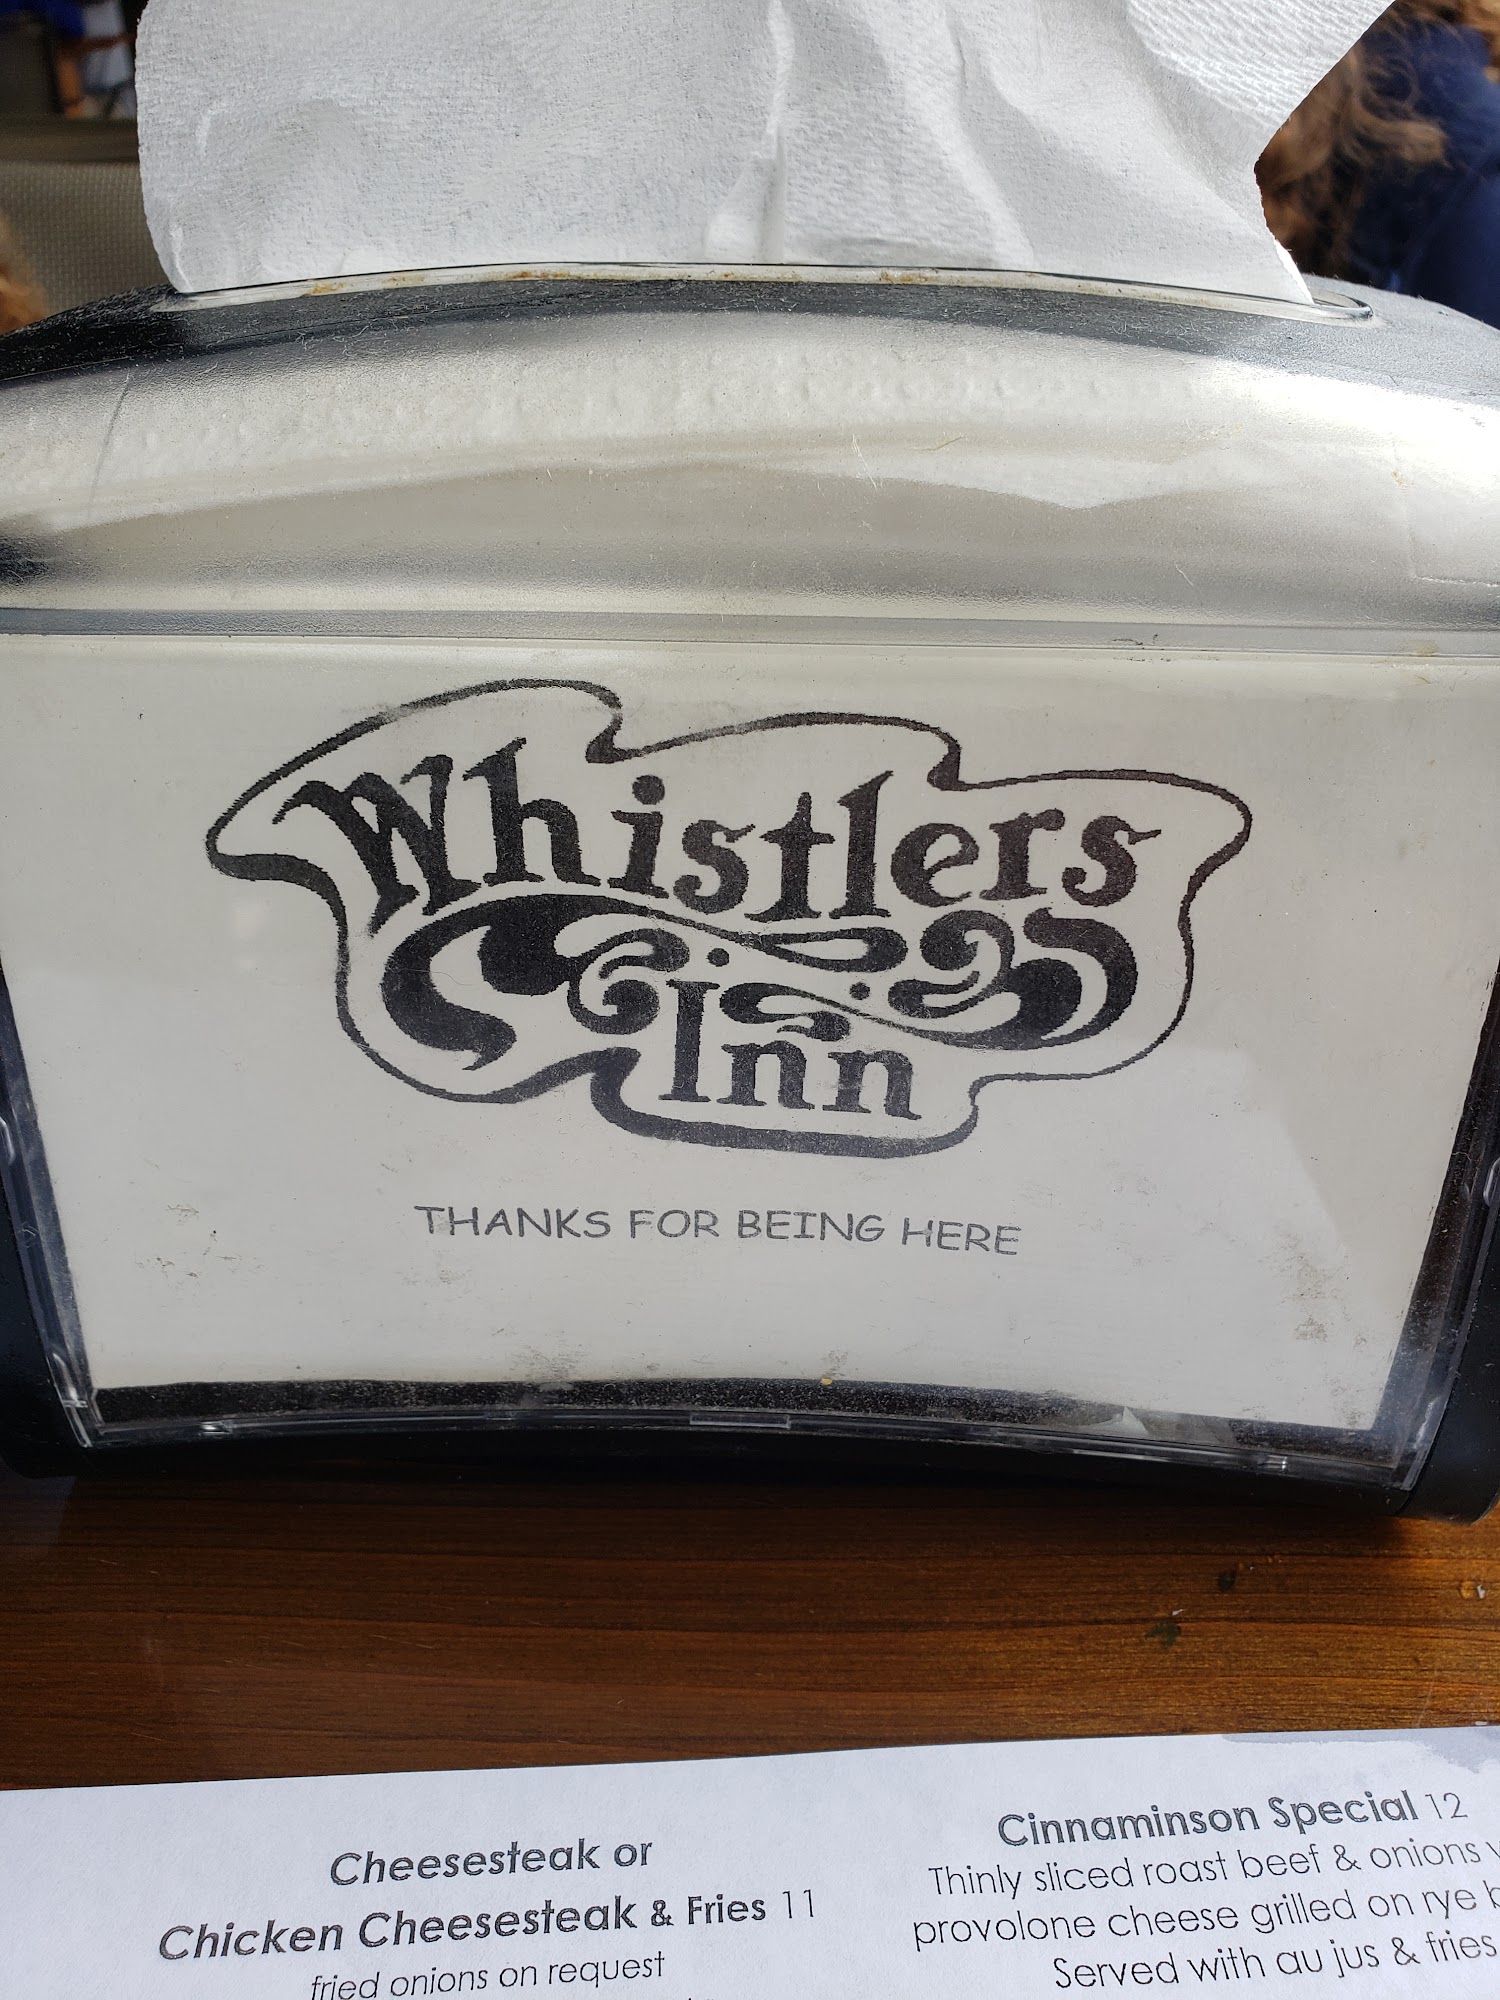 Whistlers
Inn
THANKS FOR BEING HERE
Cheesesteak or
Chicken Cheesesteak & Fries 11
fried onions on request
Cinnaminson Special 12
Thinly sliced roast beef & onions
provolone cheese grilled on rye
Served with au jus & fries